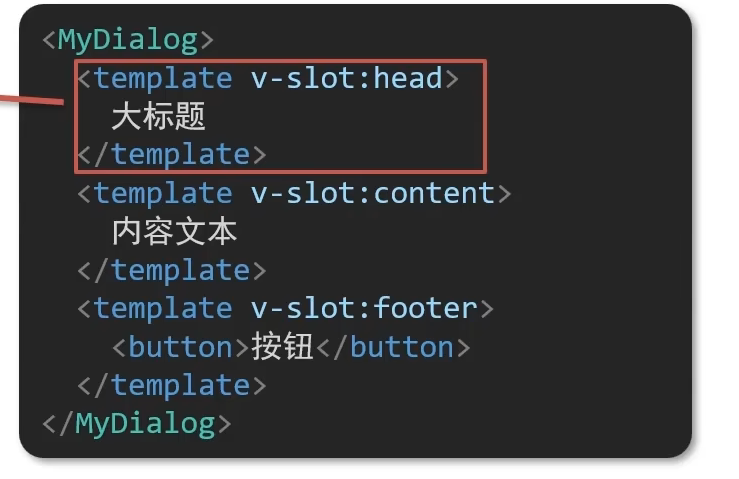 <MyDialog>
<template v-slot:head>
大标题
</template>
<template v-slot:content>
内容文本
</template>
<template v-slot:footer>
<button>按钮</button>
</template>
</MyDialog>